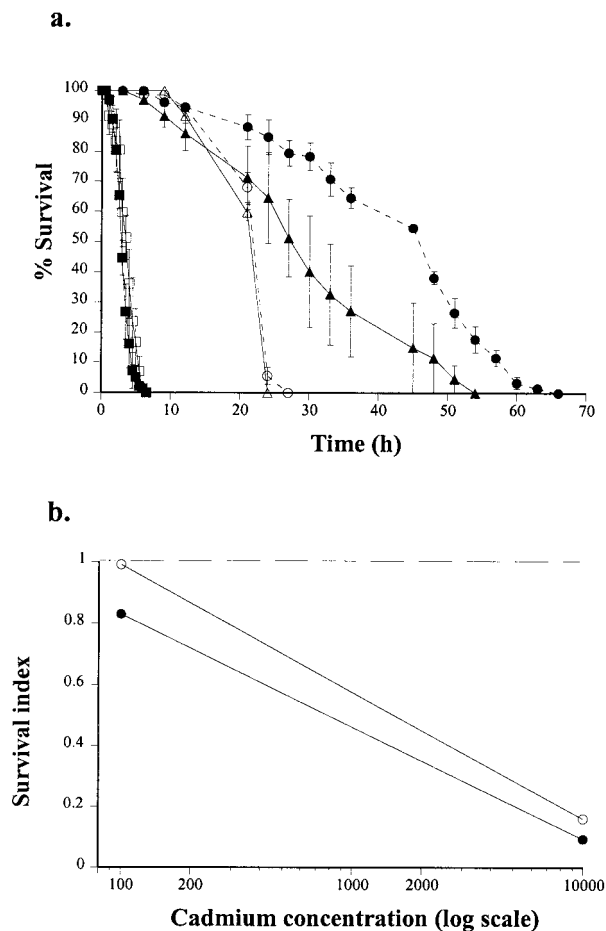 a.
100
90
80
70
60
50
40
30
20
10
0
% Survival
0 10 20 30 40 50 60 70
Time (h)
b.
1
0.8
0.6
0.4
0.2
0
Survival index
100 200 1000 2000 10000
Cadmium concentration (log scale)